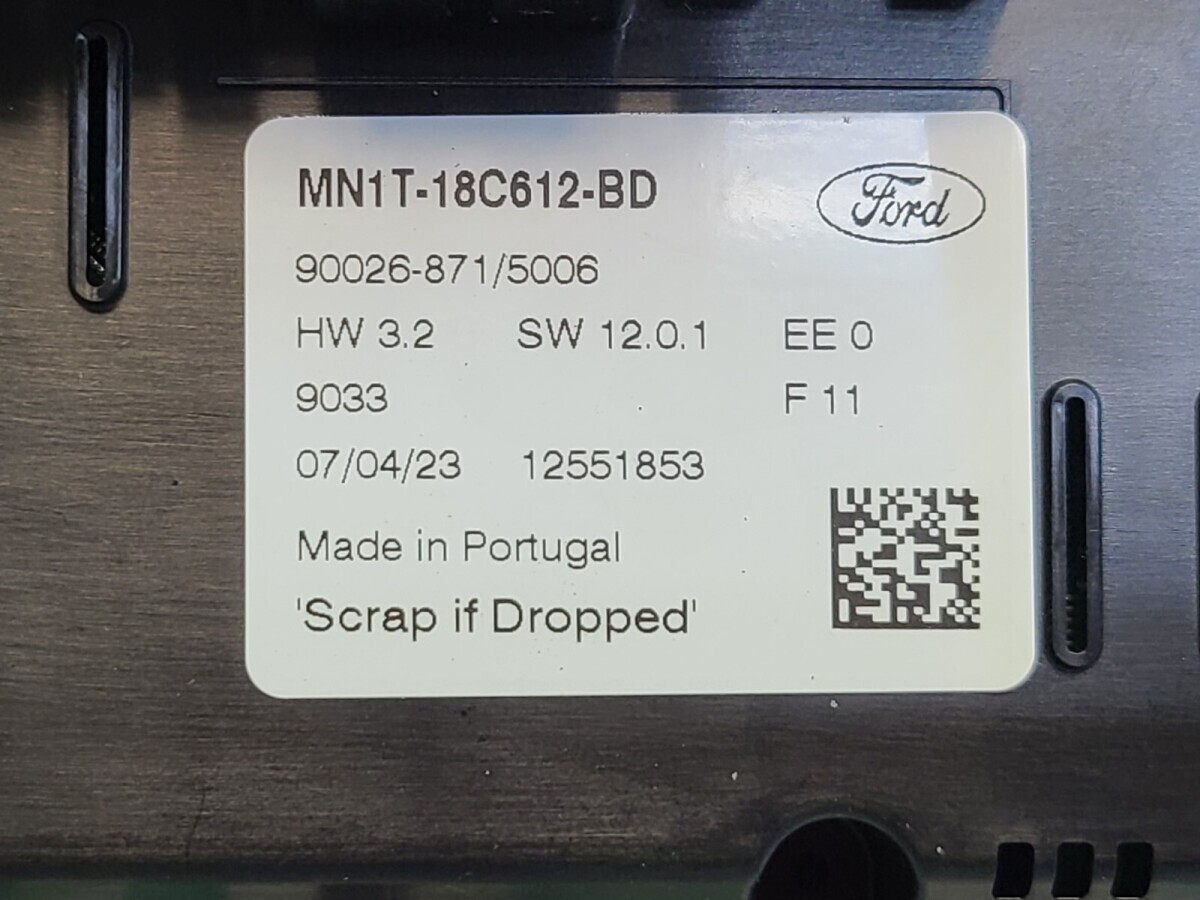 MN1T-18C612-BD
Ford
90026-871/5006
HW 3.2 SW 12.0.1 EE 0
9033 F 11
07/04/23 12551853
Made in Portugal
'Scrap if Dropped'